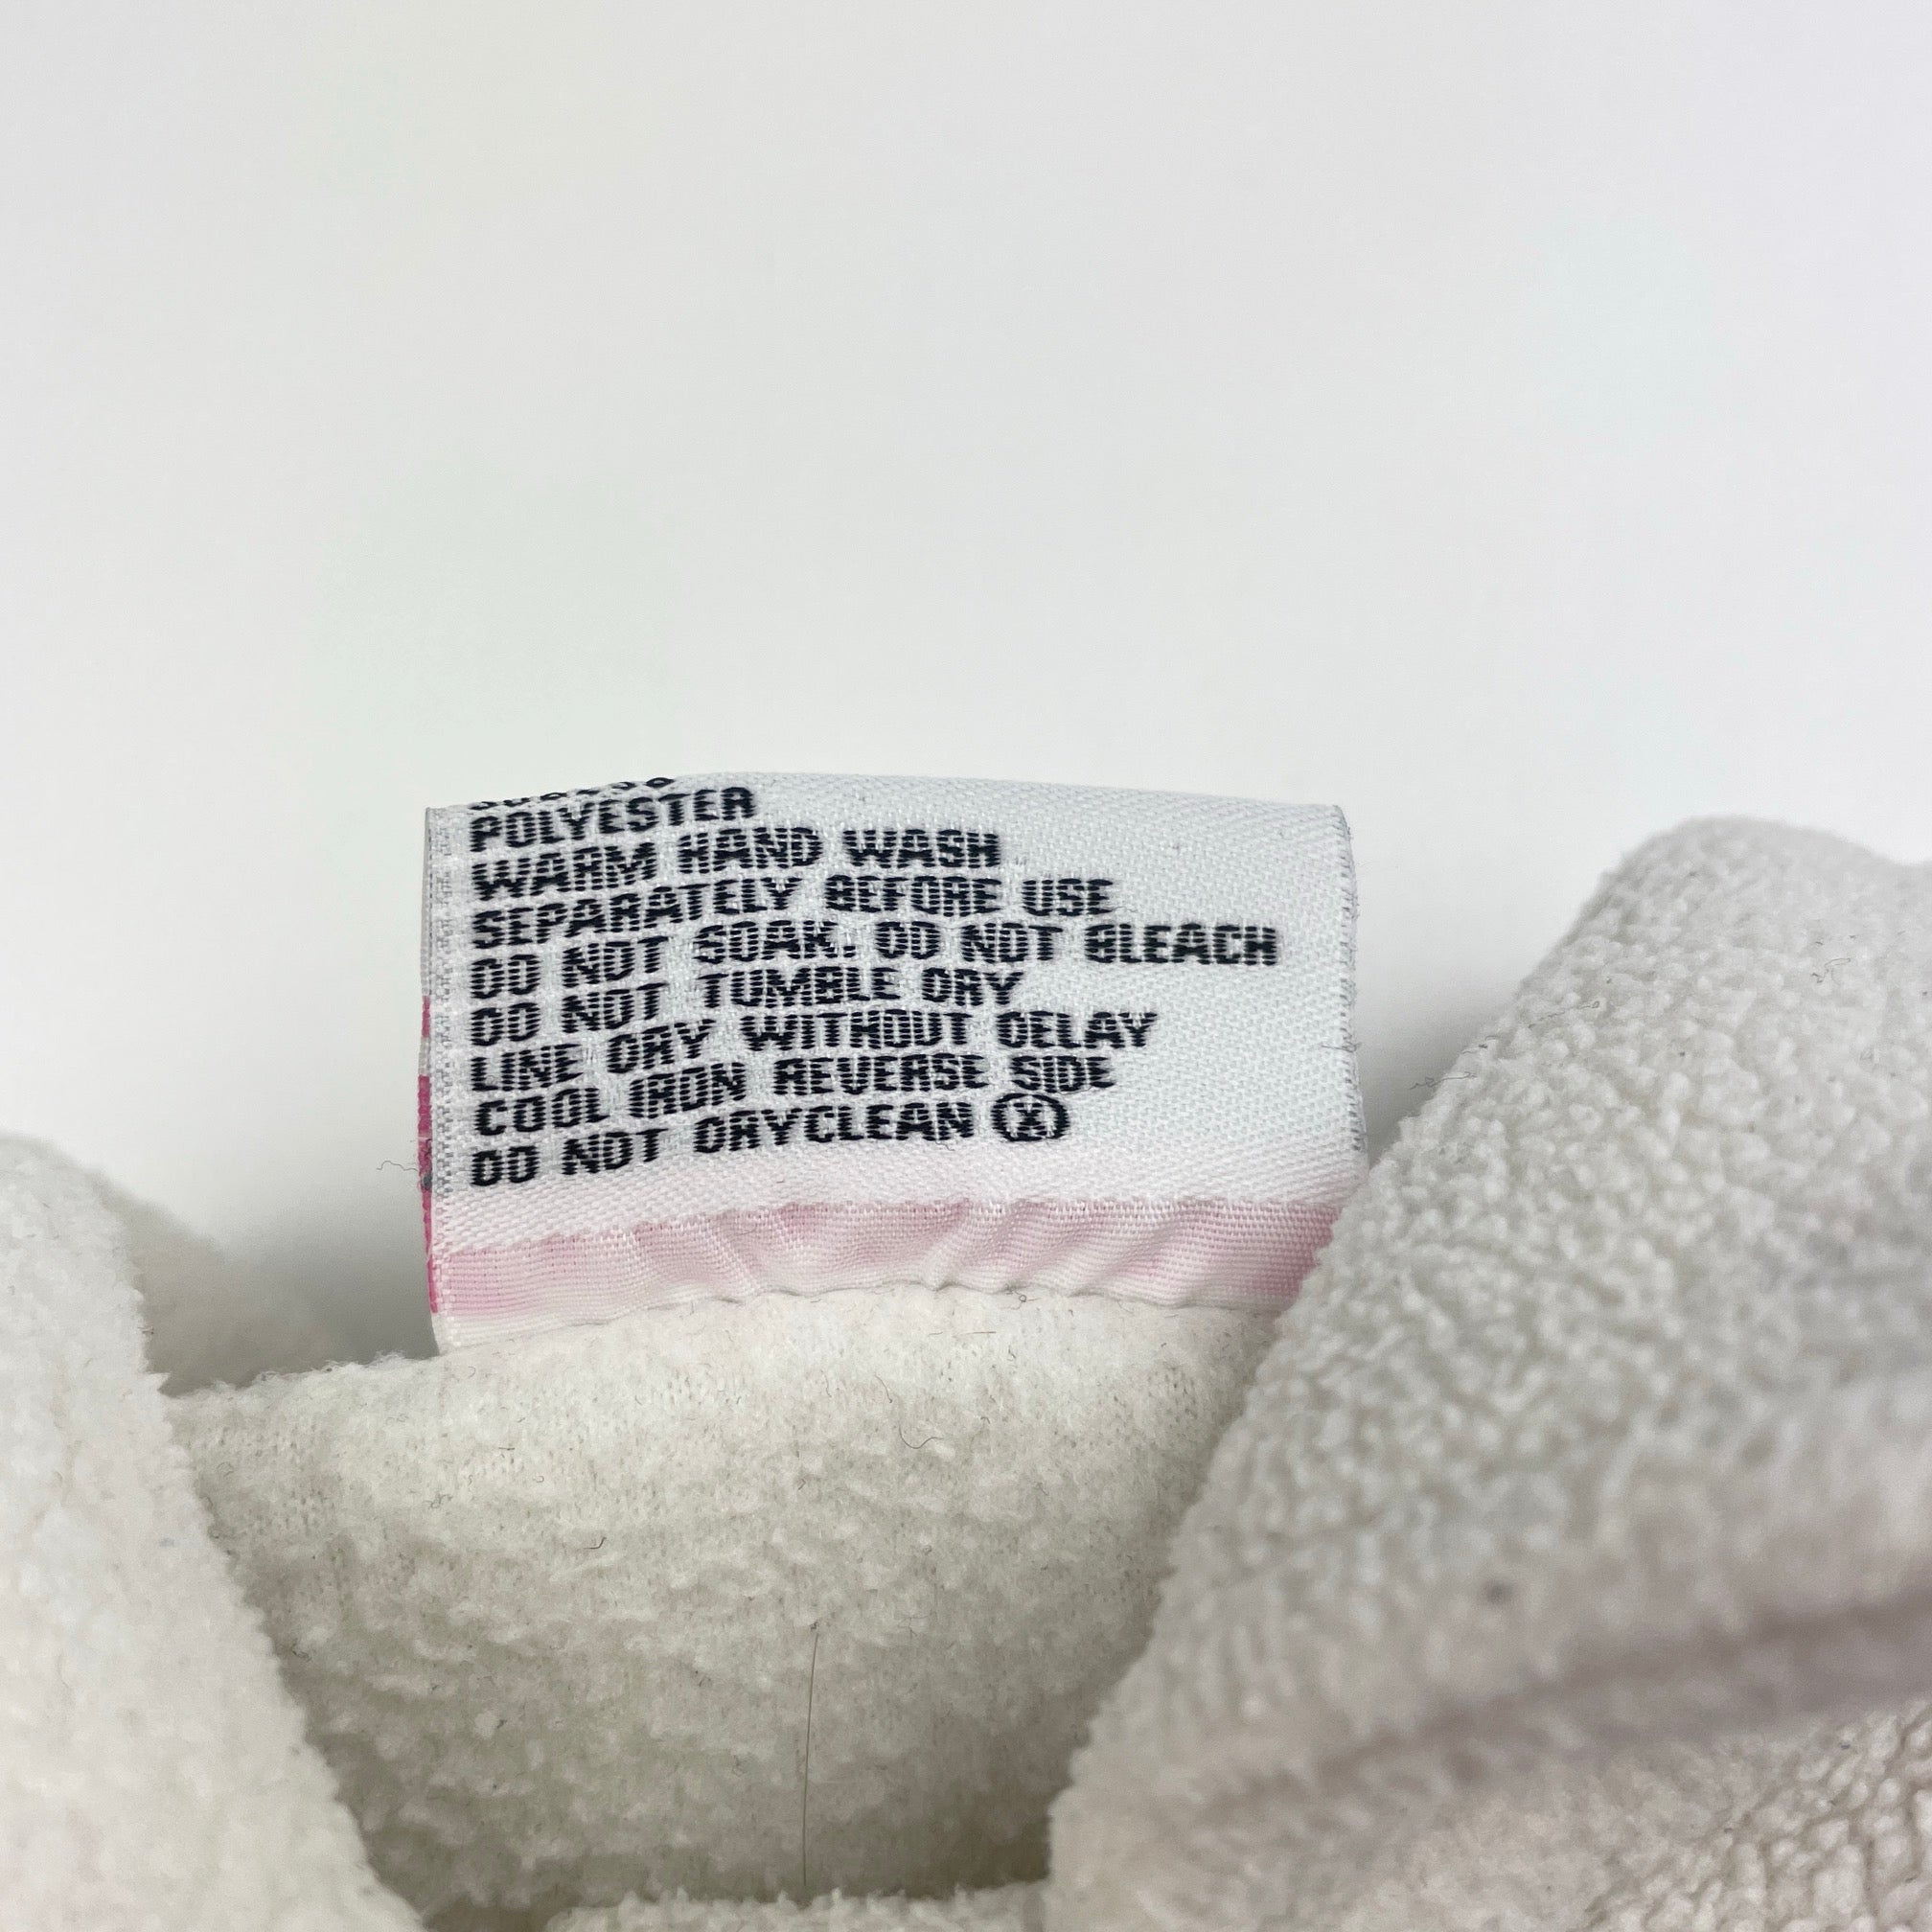 POLYESTER
WARM HAND WASH
SEPARATELY BEFORE USE
DO NOT SOAK. DO NOT BLEACH
DO NOT TUMBLE DRY
LINE DRY WITHOUT DELAY
COOL IRON REVERSE SIDE
DO NOT DRYCLEAN Ⓧ